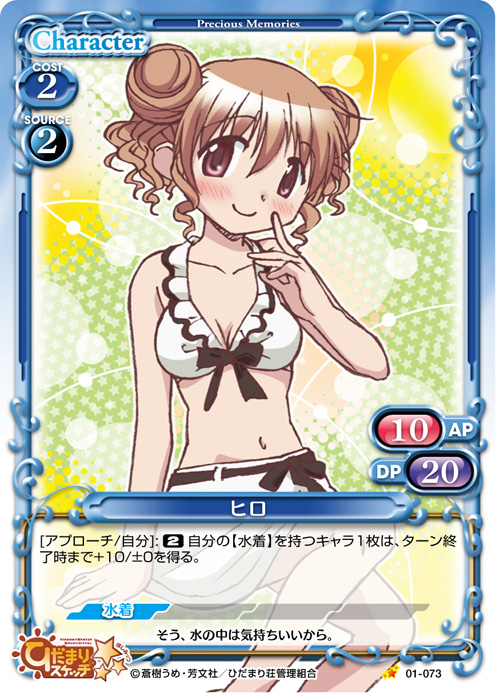 Precious Memories
Character
COST
2
SOURCE
2
10 AP
DP 20
ヒロ
[アプローチ/自分]:2自分の【水着】を持つキャラ1枚は、ターン終
了時まで+10/±0を得る。
水着
そう、水の中は気持ちいいから。
ひだまり
スケッチ
©蒼樹うめ・芳文社/ひだまり荘管理組合
01-073